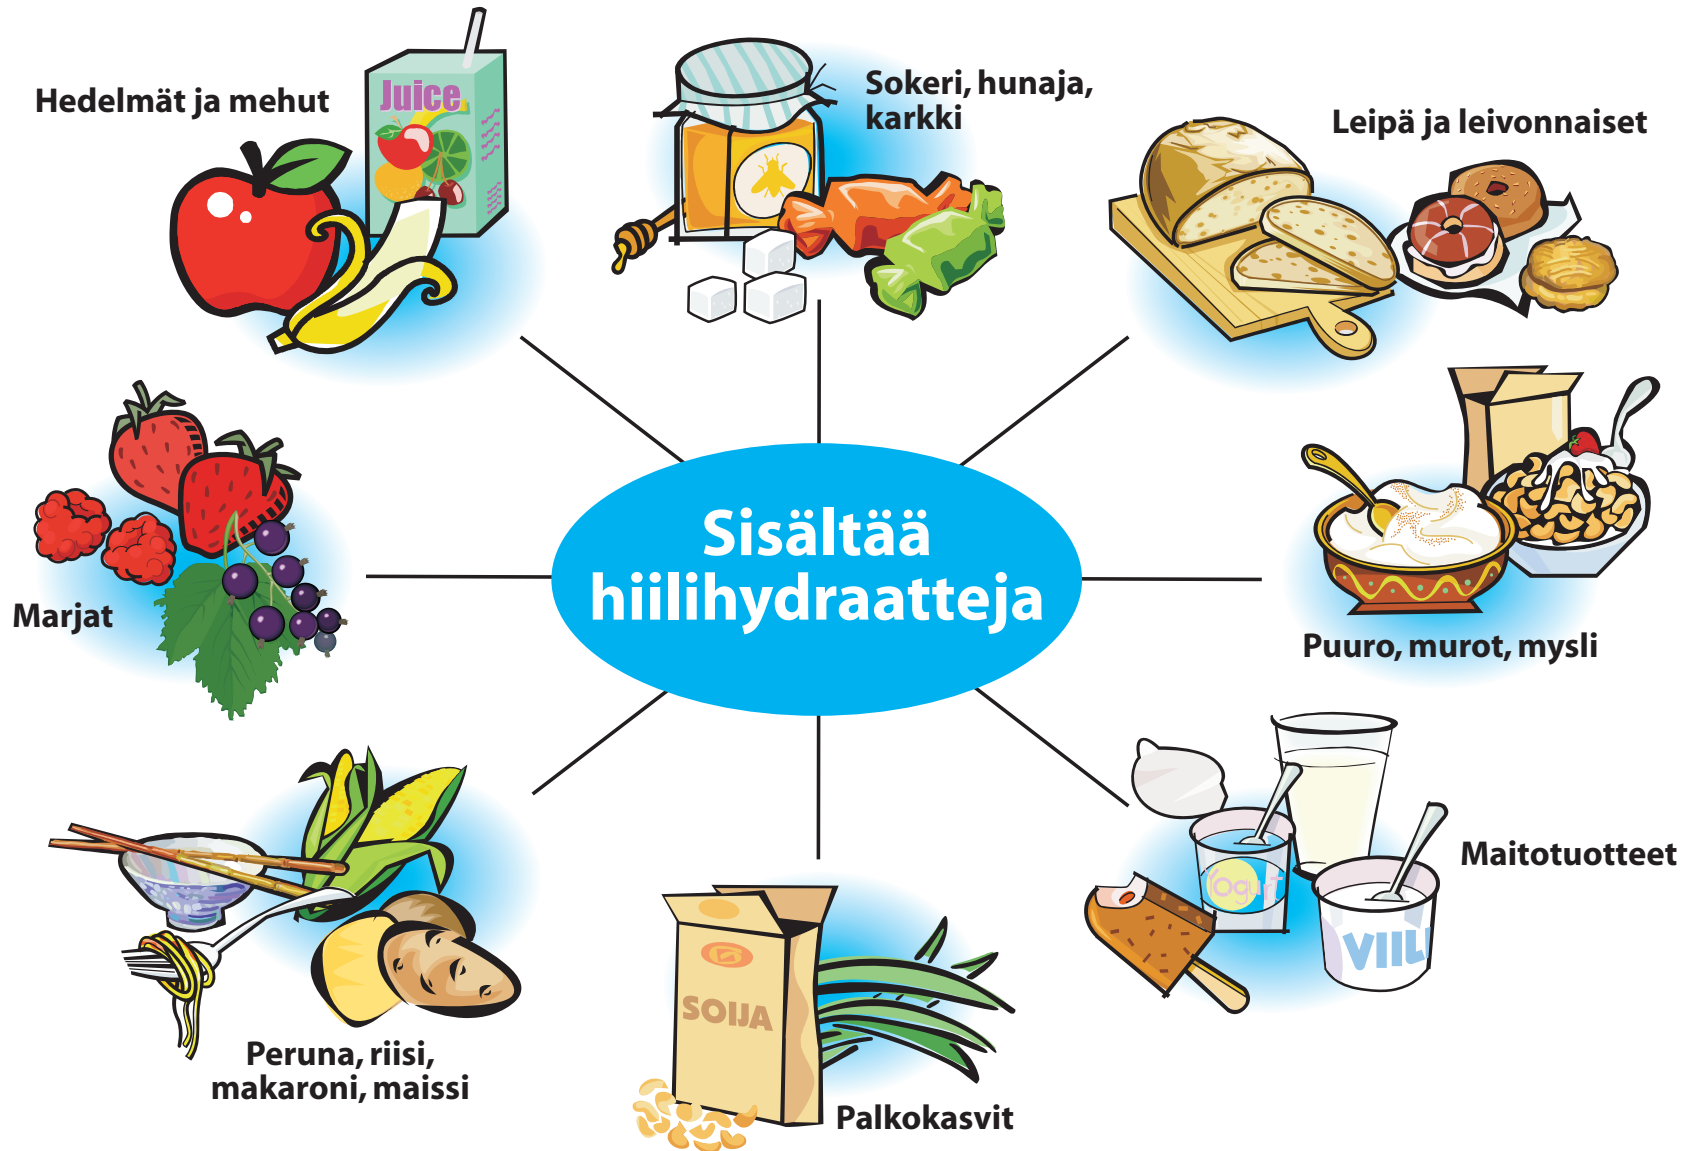 Hedelmät ja mehut
Juice
Sokeri, hunaja,
karkki
Leipä ja leivonnaiset
Marjat
Sisältää
hiilihydraatteja
Puuro, murot, mysli
Peruna, riisi,
makaroni, maissi
SOIJA
Palkokasvit
Yogurt
VIILI
Maitotuotteet